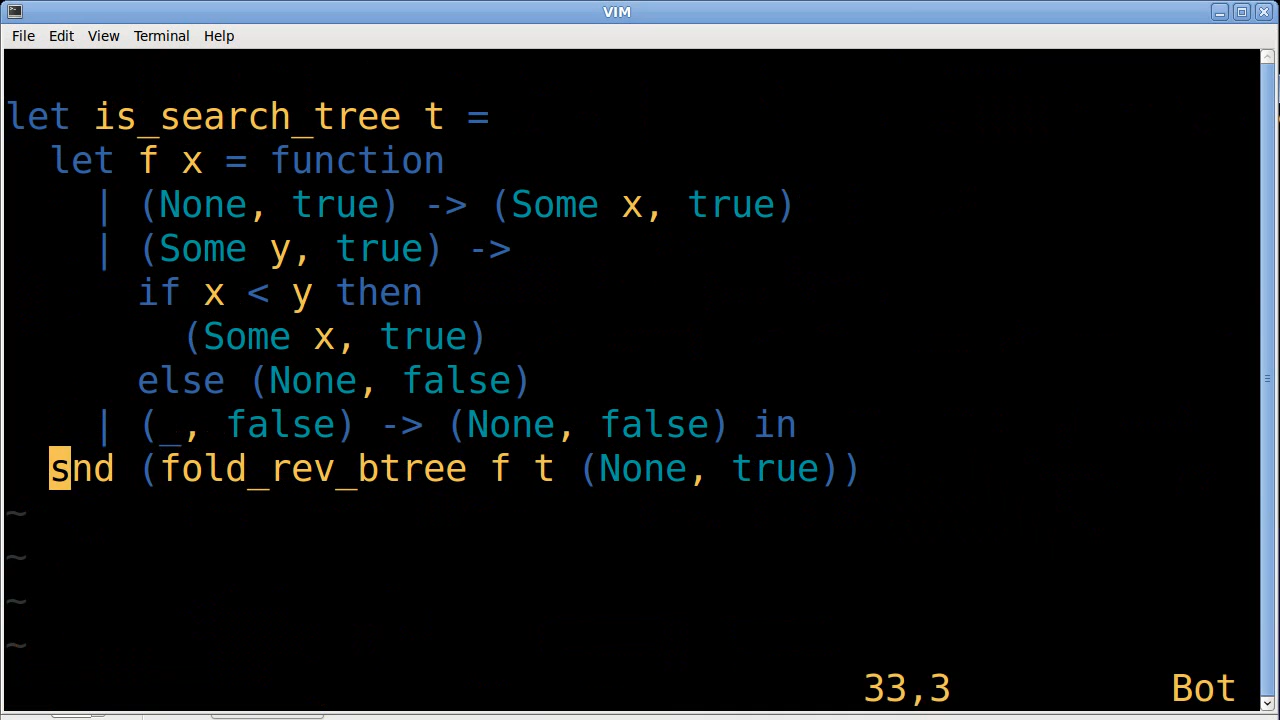 VIM
File Edit View Terminal Help
let is_search_tree t =
  let f x = function
    | (None, true) -> (Some x, true)
    | (Some y, true) ->
      if x < y then
        (Some x, true)
      else (None, false)
    | (_, false) -> (None, false) in
  snd (fold_rev_btree f t (None, true))
~
~
~
~
33,3 Bot